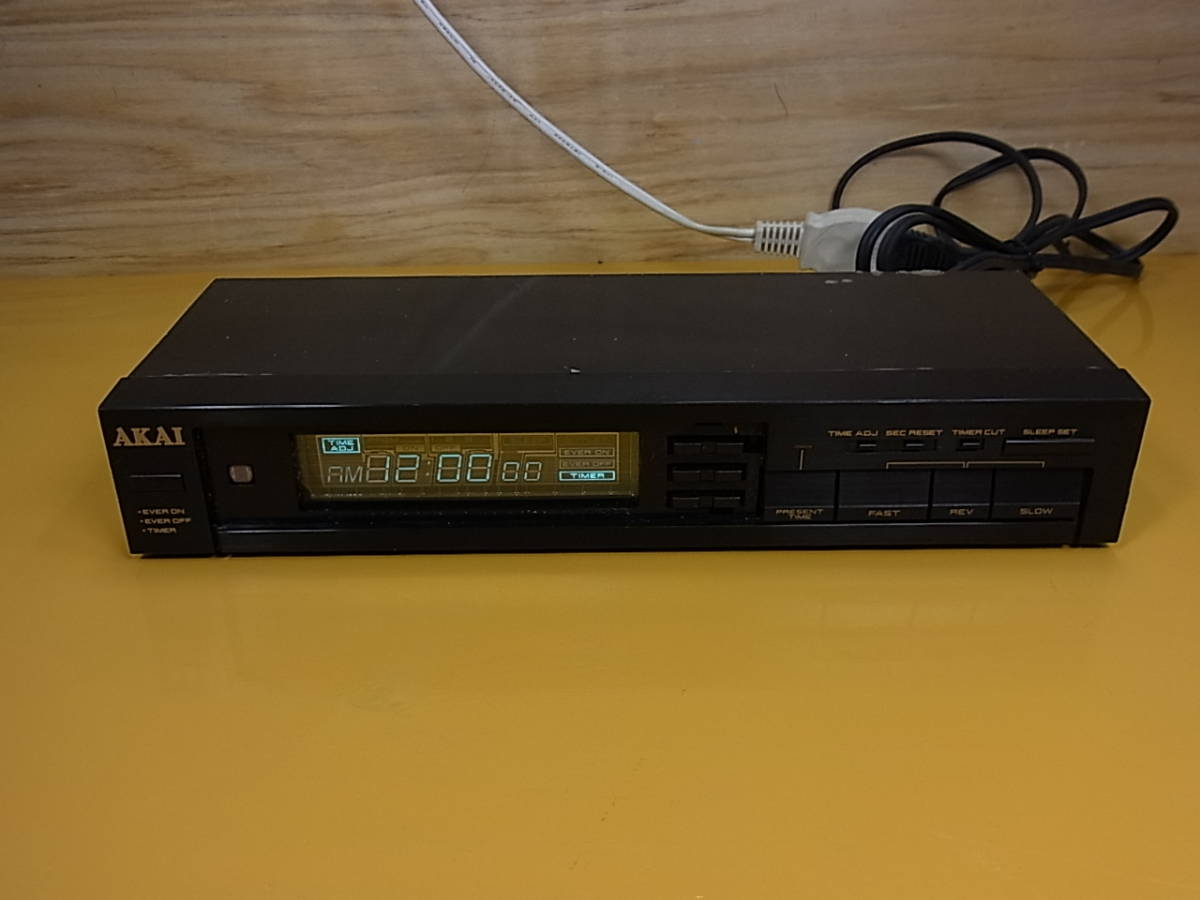 AKAI
• EVER ON
• EVER OFF
• TIMER
TIME ADJ
AM 12:00 00
EVER ON
EVER OFF
TIMER
TIME ADJ SEC RESET TIMER CUT SLEEP SET
PRESENT TIME FAST REV SLOW